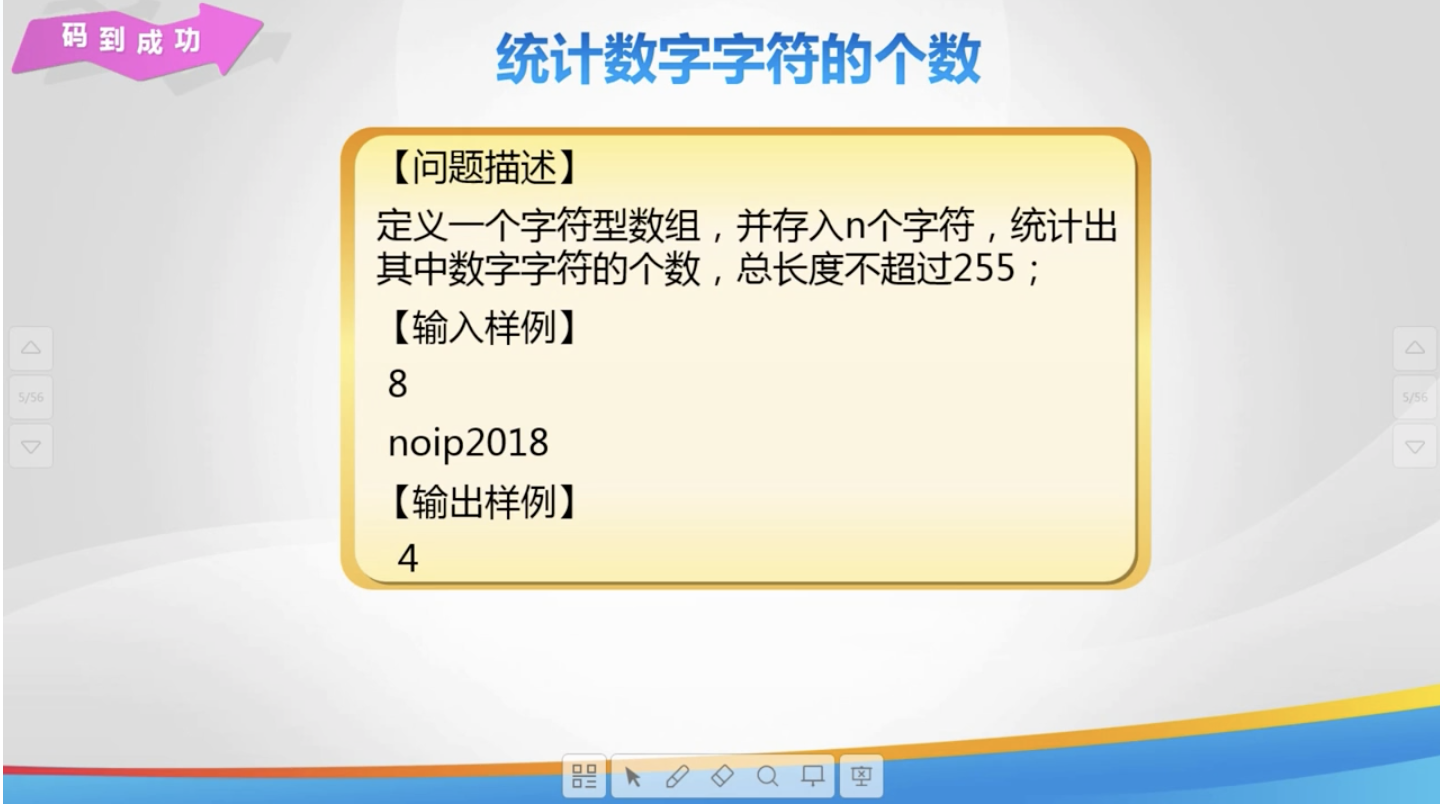 码到成功
统计数字字符的个数
【问题描述】
定义一个字符型数组，并存入n个字符，统计出
其中数字字符的个数，总长度不超过255；
【输入样例】
8
noip2018
【输出样例】
4
5/56
5/56